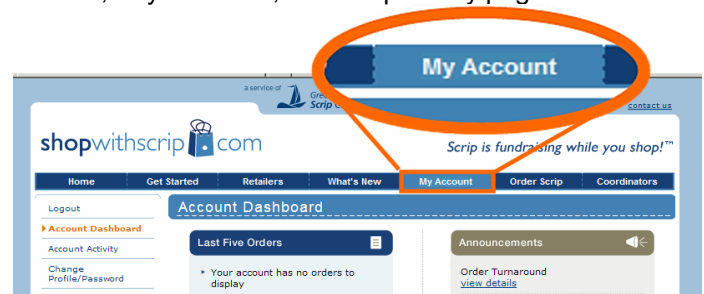 My Account
a service of
Scrip
contact us
shopwithscrip.com
Scrip is fundraising while you shop!™
Home Get Started Retailers What's New My Account Order Scrip Coordinators
Logout
Account Dashboard
Account Dashboard
Account Activity
Change
Profile/Password
Last Five Orders
Your account has no orders to
display
Announcements
Order Turnaround
view details